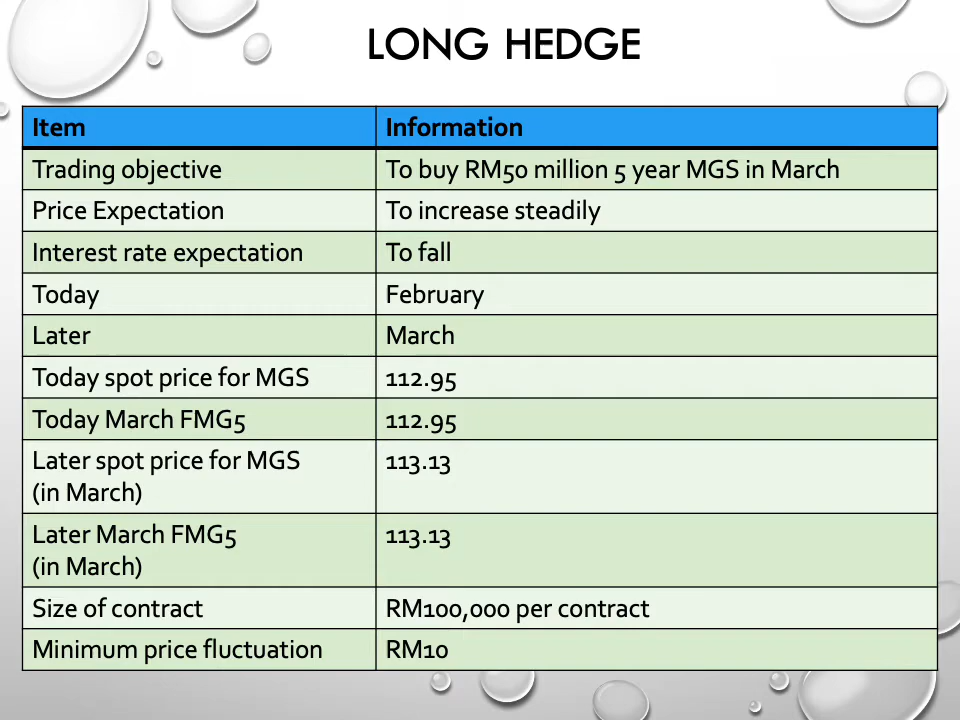 LONG HEDGE
Item Information
Trading objective To buy RM50 million 5 year MGS in March
Price Expectation To increase steadily
Interest rate expectation To fall
Today February
Later March
Today spot price for MGS 112.95
Today March FMG5 112.95
Later spot price for MGS 113.13
(in March)
Later March FMG5 113.13
(in March)
Size of contract RM100,000 per contract
Minimum price fluctuation RM10